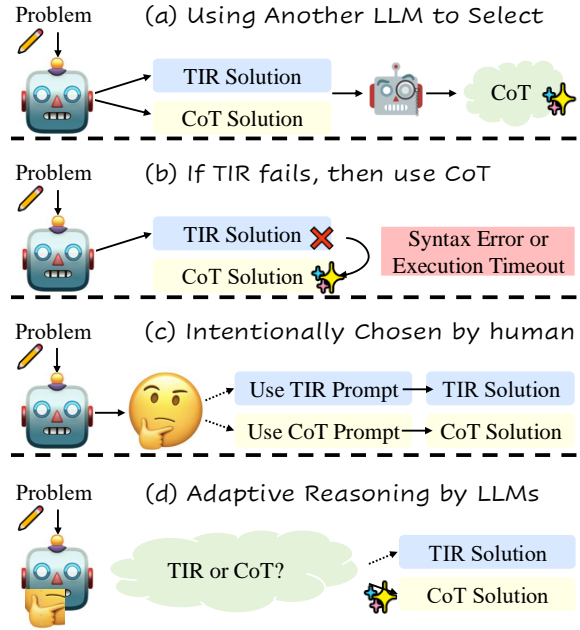 Problem
(a) Using Another LLM to Select
TIR Solution
CoT Solution
CoT
Problem
(b) If TIR fails, then use CoT
TIR Solution
CoT Solution
Syntax Error or
Execution Timeout
Problem
(c) Intentionally Chosen by human
Use TIR Prompt
TIR Solution
Use CoT Prompt
CoT Solution
Problem
(d) Adaptive Reasoning by LLMs
TIR or CoT?
TIR Solution
CoT Solution